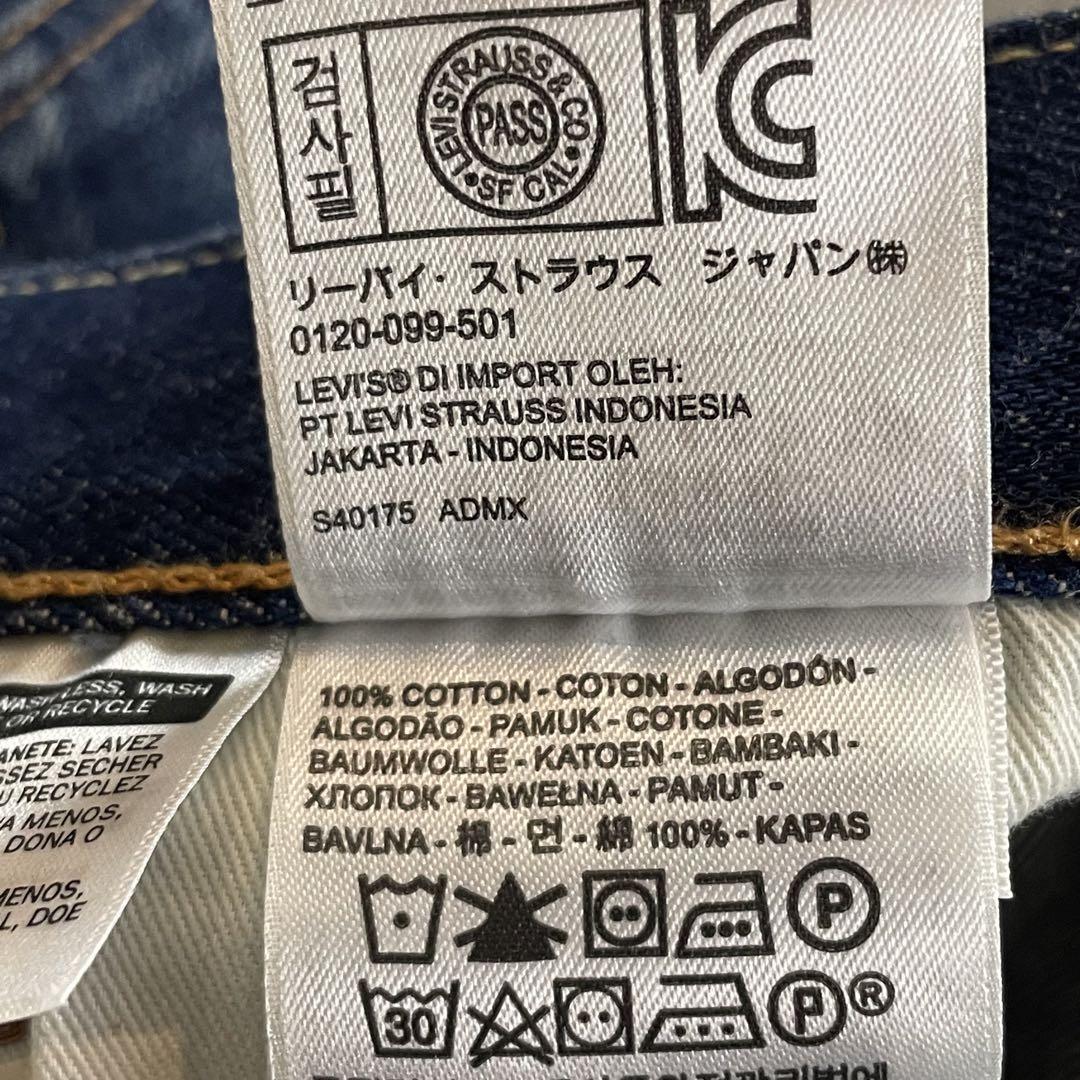 검사필
LEVI STRAUSS & CO
PASS
SF CAL
リーバイ・ストラウス ジャパン㈱
0120-099-501
LEVI'S® DI IMPORT OLEH:
PT LEVI STRAUSS INDONESIA
JAKARTA - INDONESIA
S40175 ADMX
LESS, WASH
OR RECYCLE
LAVEZ
SECHER
RECYCLEZ
MENOS,
DONA O
MENOS,
DOE
100% COTTON - COTON - ALGODÓN -
ALGODÃO - PAMUK - COTONE -
BAUMWOLLE - KATOEN - BAMBAKI -
ХЛОПОК - BAWEŁNA - PAMUT -
BAVLNA - 棉 - 면 - 綿 100% - KAPAS
P
30
P ®